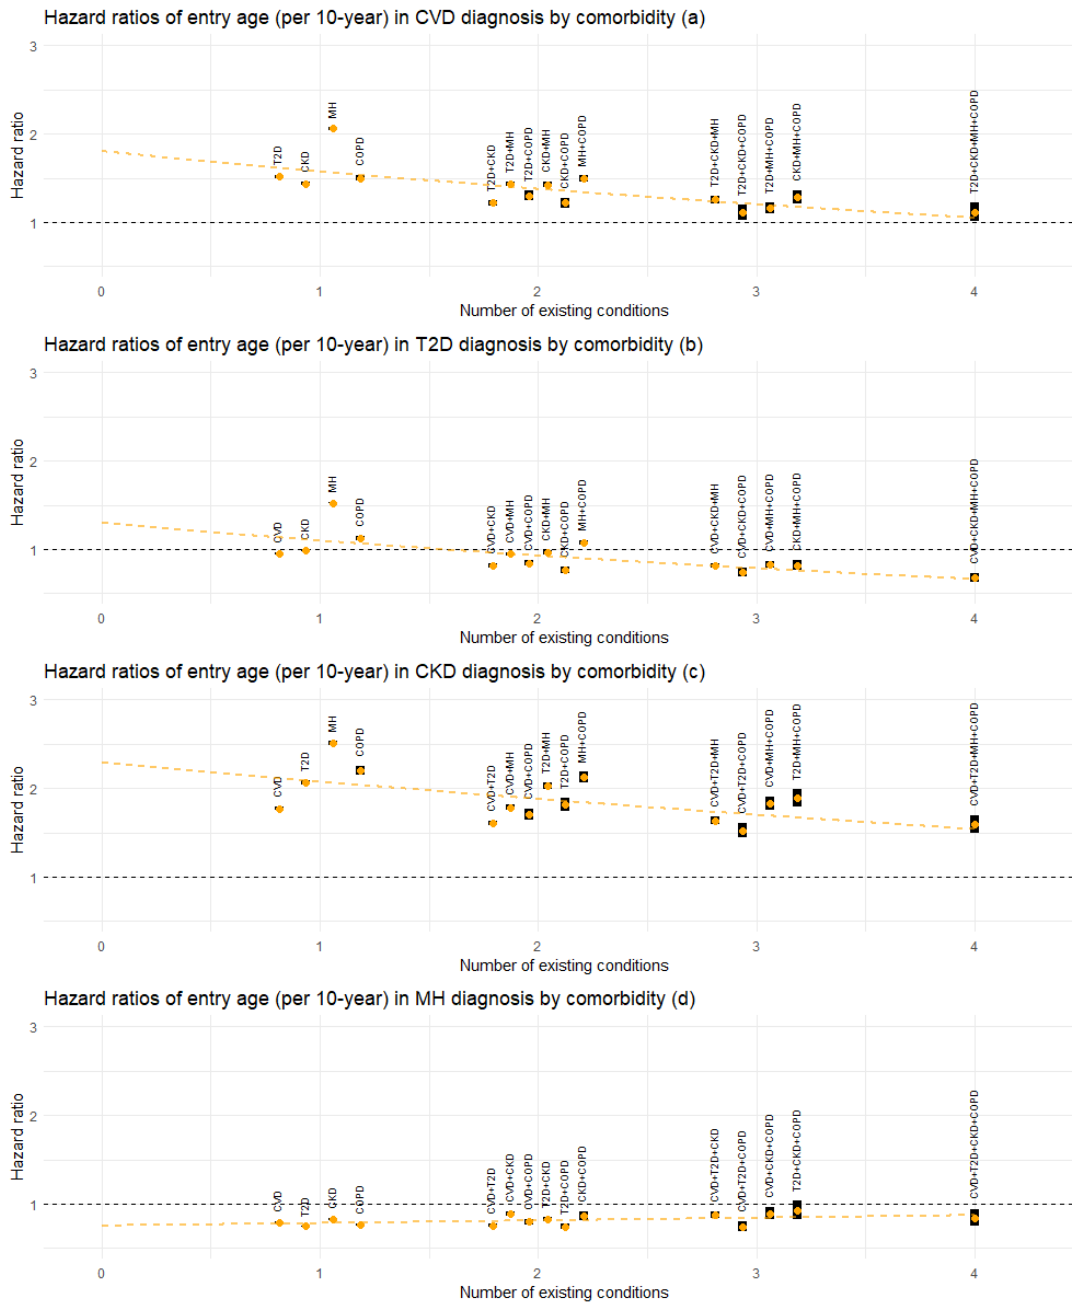 Hazard ratios of entry age (per 10-year) in CVD diagnosis by comorbidity (a)
3
2
1
Hazard ratio
T2D
CKD
MH
COPD
T2D+CKD
T2D+MH
T2D+COPD
CKD+MH
CKD+COPD
MH+COPD
T2D+CKD+MH
T2D+CKD+COPD
T2D+MH+COPD
CKD+MH+COPD
T2D+CKD+MH+COPD
0 1 2 3 4
Number of existing conditions
Hazard ratios of entry age (per 10-year) in T2D diagnosis by comorbidity (b)
3
2
1
Hazard ratio
CVD
CKD
MH
COPD
CVD+CKD
CVD+MH
CVD+COPD
CKD+MH
CKD+COPD
MH+COPD
CVD+CKD+MH
CVD+CKD+COPD
CVD+MH+COPD
CKD+MH+COPD
CVD+CKD+MH+COPD
0 1 2 3 4
Number of existing conditions
Hazard ratios of entry age (per 10-year) in CKD diagnosis by comorbidity (c)
3
2
1
Hazard ratio
CVD
T2D
MH
COPD
CVD+T2D
CVD+MH
CVD+COPD
T2D+MH
T2D+COPD
MH+COPD
CVD+T2D+MH
CVD+T2D+COPD
CVD+MH+COPD
T2D+MH+COPD
CVD+T2D+MH+COPD
0 1 2 3 4
Number of existing conditions
Hazard ratios of entry age (per 10-year) in MH diagnosis by comorbidity (d)
3
2
1
Hazard ratio
CVD
T2D
CKD
COPD
CVD+T2D
CVD+CKD
CVD+COPD
T2D+CKD
T2D+COPD
CKD+COPD
CVD+T2D+CKD
CVD+T2D+COPD
CVD+CKD+COPD
T2D+CKD+COPD
CVD+T2D+CKD+COPD
0 1 2 3 4
Number of existing conditions